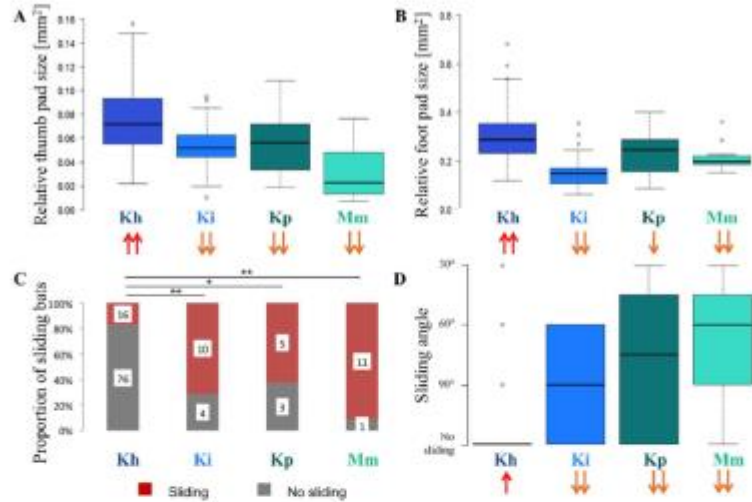 A
Relative thumb pad size [mm²]
0.16
0.14
0.12
0.10
0.08
0.06
0.04
0.02
0.00
Kh Ki Kp Mm
B
Relative foot pad size [mm²]
0.8
0.6
0.4
0.2
0.0
Kh Ki Kp Mm
C
**
*
**
Proportion of sliding bats
100%
80%
60%
40%
20%
0%
16 10 5 11
76 4 3 1
Kh Ki Kp Mm
Sliding No sliding
D
Sliding angle
30°
60°
90°
No
sliding
Kh Ki Kp Mm